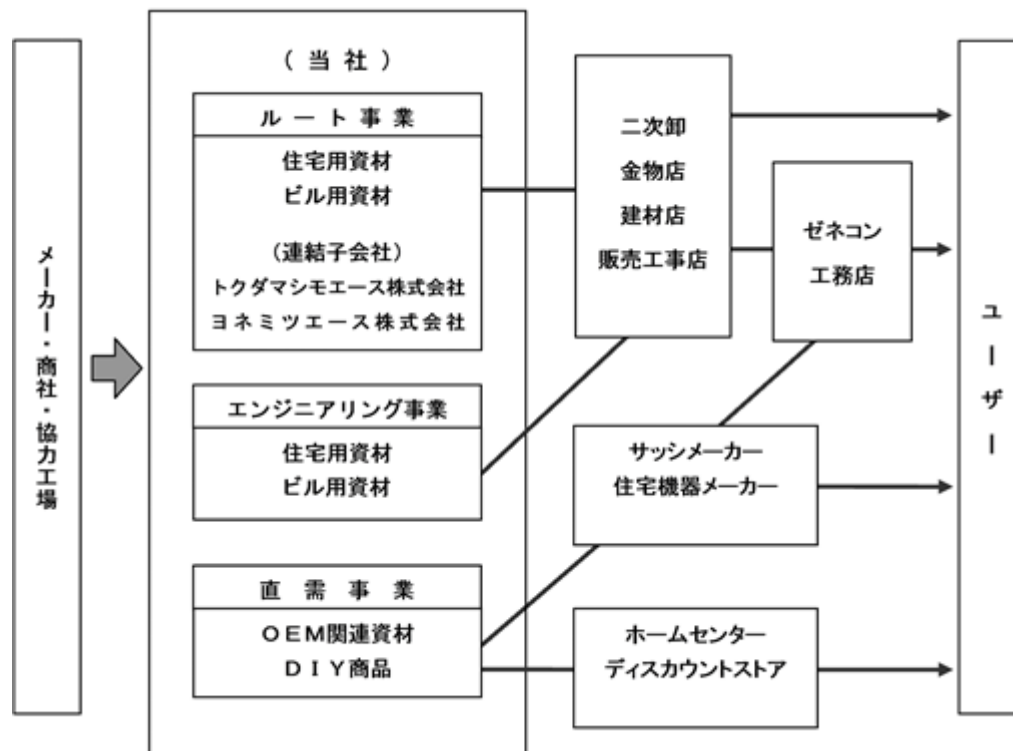 メーカー・商社・協力工場
（当社）
ルート事業
住宅用資材
ビル用資材
（連結子会社）
トクダマシモエース株式会社
ヨネミツエース株式会社
エンジニアリング事業
住宅用資材
ビル用資材
直需事業
ＯＥＭ関連資材
ＤＩＹ商品
二次卸
金物店
建材店
販売工事店
ゼネコン
工務店
サッシメーカー
住宅機器メーカー
ホームセンター
ディスカウントストア
ユーザー